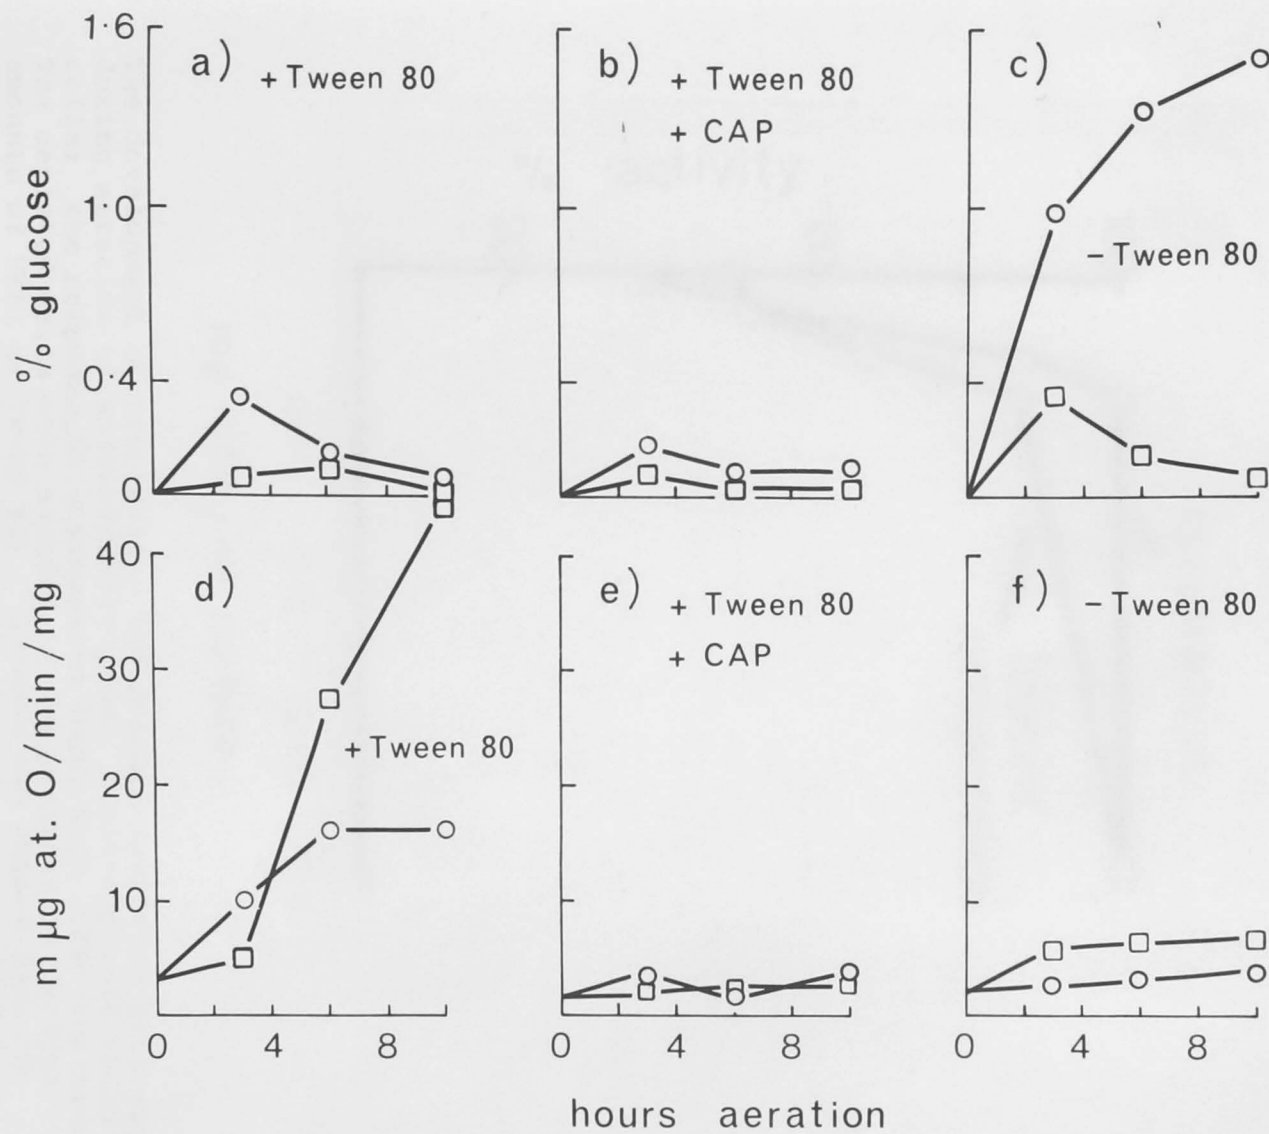 a) + Tween 80
b) + Tween 80
+ CAP
c)
- Tween 80
1·6
1·0
0·4
0
% glucose
d)
+ Tween 80
e) + Tween 80
+ CAP
f) - Tween 80
40
30
20
10
m µg at. O/min/mg
0 4 8
0 4 8
0 4 8
hours aeration
% activity